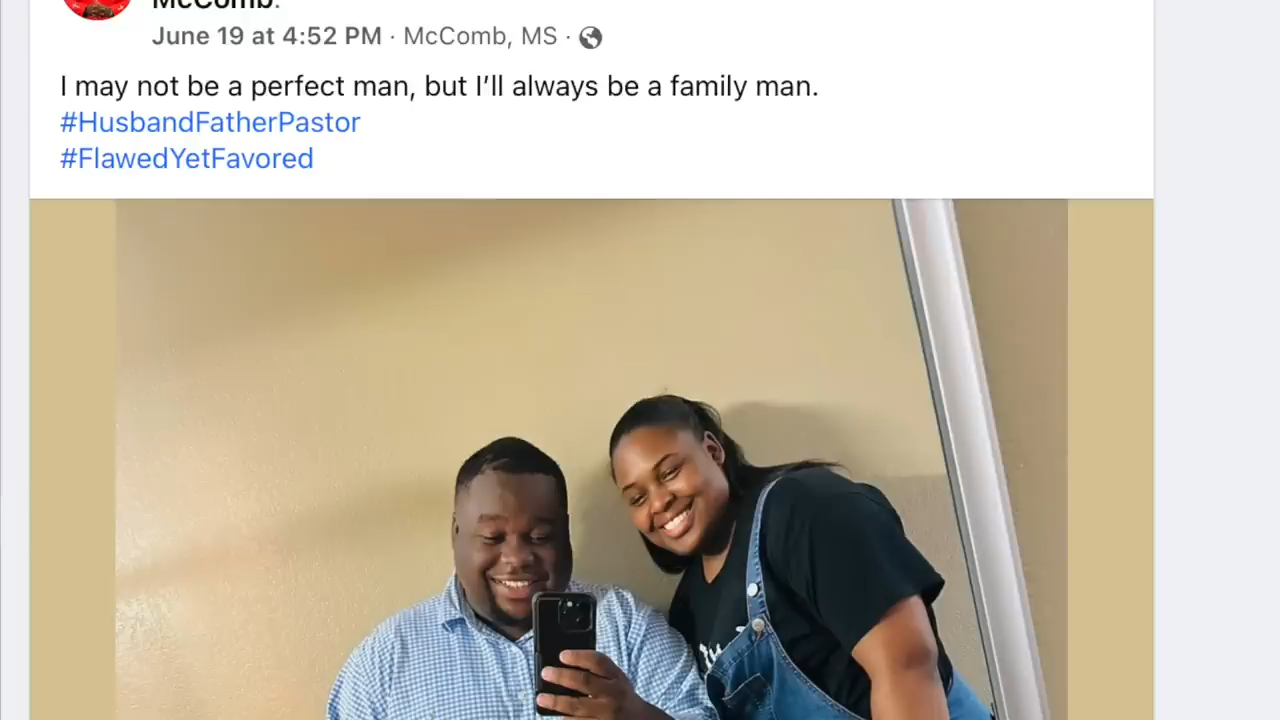 McComb.
June 19 at 4:52 PM · McComb, MS ·
I may not be a perfect man, but I’ll always be a family man.
#HusbandFatherPastor
#FlawedYetFavored